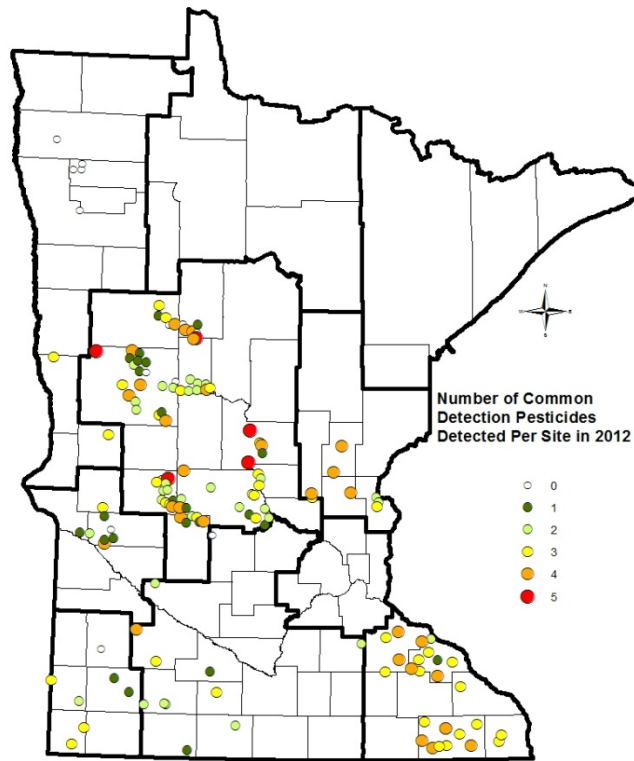 N
W
E
S
Number of Common
Detection Pesticides
Detected Per Site in 2012
0
1
2
3
4
5